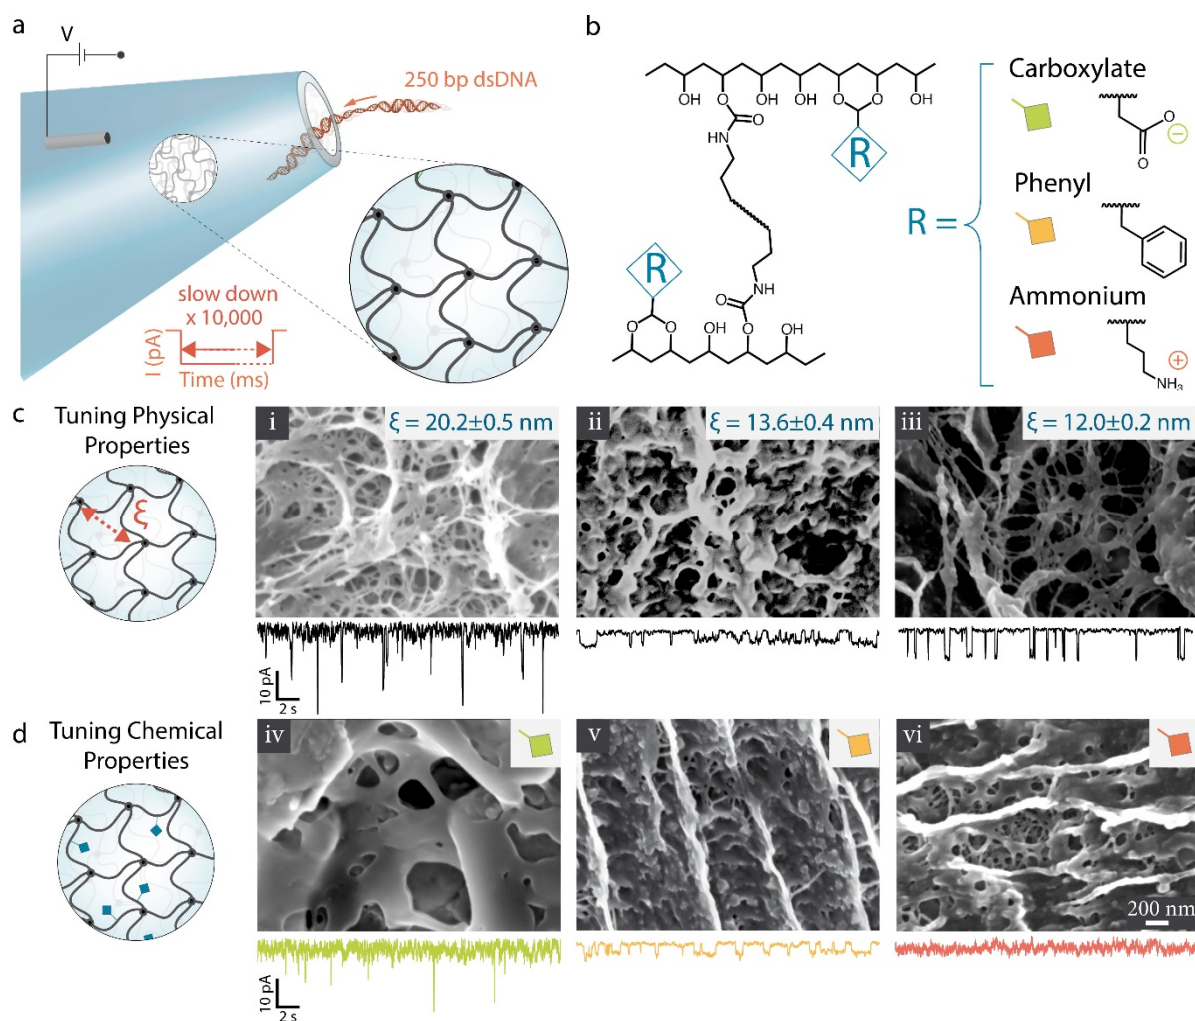 a
V
250 bp dsDNA
slow down
x 10,000
I (pA)
Time (ms)
b
OH
OH
OH
O
O
OH
O
O
NH
R
R
NH
O
O
O
O
OH
O
OH
R =
Carboxylate
O
⊖
O
Phenyl
Ammonium
⊕
NH₃
c
Tuning Physical
Properties
ξ
i
ξ = 20.2±0.5 nm
ii
ξ = 13.6±0.4 nm
iii
ξ = 12.0±0.2 nm
10 pA
2 s
d
Tuning Chemical
Properties
iv
v
vi
200 nm
10 pA
2 s